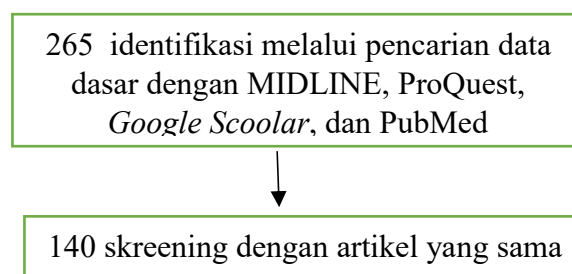 265 identifikasi melalui pencarian data
dasar dengan MIDLINE, ProQuest,
Google Scoolar, dan PubMed
140 skreening dengan artikel yang sama